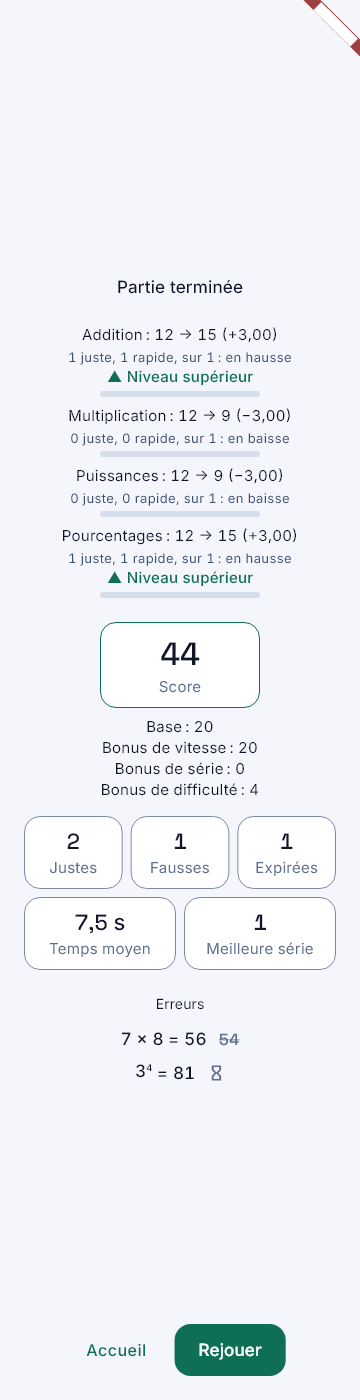 Partie terminée
Addition : 12 → 15 (+3,00)
1 juste, 1 rapide, sur 1 : en hausse
▲ Niveau supérieur
Multiplication : 12 → 9 (−3,00)
0 juste, 0 rapide, sur 1 : en baisse
Puissances : 12 → 9 (−3,00)
0 juste, 0 rapide, sur 1 : en baisse
Pourcentages : 12 → 15 (+3,00)
1 juste, 1 rapide, sur 1 : en hausse
▲ Niveau supérieur
44
Score
Base : 20
Bonus de vitesse : 20
Bonus de série : 0
Bonus de difficulté : 4
2 1 1
Justes Fausses Expirées
7,5 s 1
Temps moyen Meilleure série
Erreurs
7 × 8 = 56 54
3⁴ = 81
Accueil Rejouer